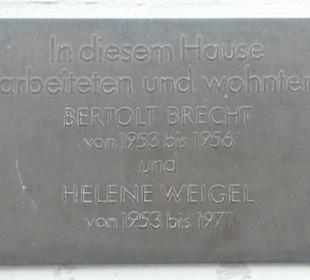 In diesem Hause
arbeiteten und wohnten
BERTOLT BRECHT
von 1953 bis 1956
und
HELENE WEIGEL
von 1953 bis 1971